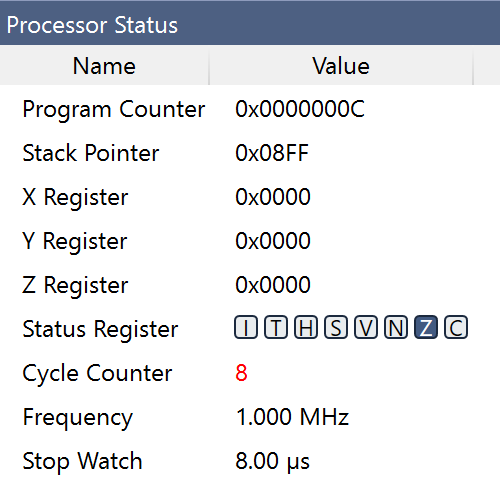 Processor Status
Name Value
Program Counter 0x0000000C
Stack Pointer 0x08FF
X Register 0x0000
Y Register 0x0000
Z Register 0x0000
Status Register I T H S V N Z C
Cycle Counter 8
Frequency 1.000 MHz
Stop Watch 8.00 µs